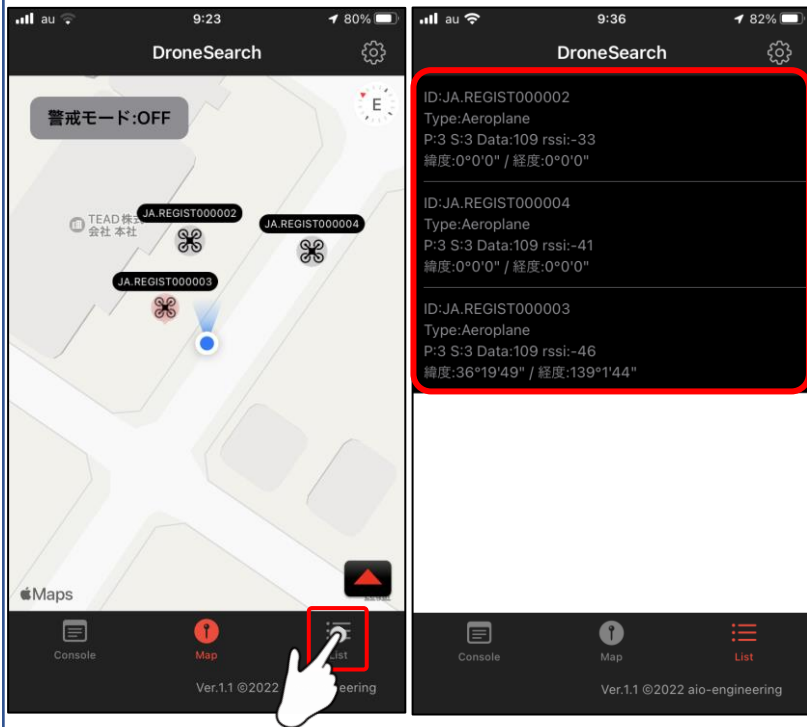 au
9:23
80%
DroneSearch
警戒モード:OFF
E
TEAD株式
会社 本社
JA.REGIST000002
JA.REGIST000004
JA.REGIST000003
Maps
Console
Map
List
Ver.1.1 ©2022
eering
au
9:36
82%
DroneSearch
ID:JA.REGIST000002
Type:Aeroplane
P:3 S:3 Data:109 rssi:-33
緯度:0°0'0" / 経度:0°0'0"
ID:JA.REGIST000004
Type:Aeroplane
P:3 S:3 Data:109 rssi:-41
緯度:0°0'0" / 経度:0°0'0"
ID:JA.REGIST000003
Type:Aeroplane
P:3 S:3 Data:109 rssi:-46
緯度:36°19'49" / 経度:139°1'44"
Console
Map
List
Ver.1.1 ©2022 aio-engineering